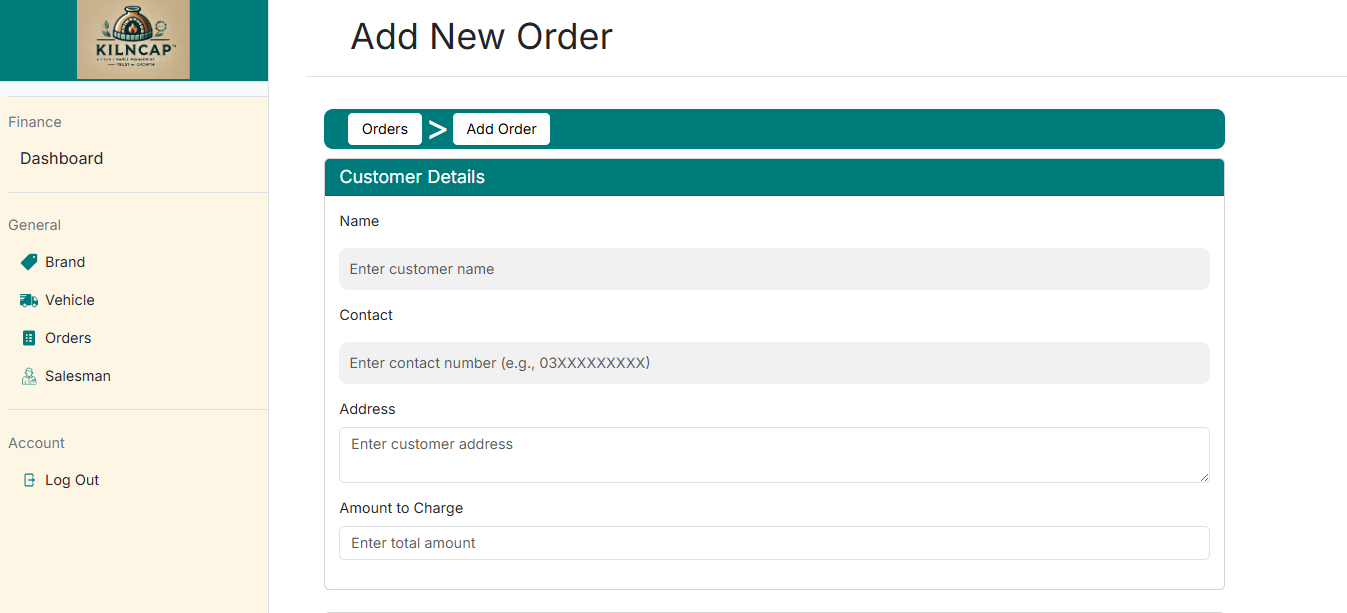 KILNCAP
TRUST GROWTH
Finance
Dashboard
General
Brand
Vehicle
Orders
Salesman
Account
Log Out
Add New Order
Orders > Add Order
Customer Details
Name
Enter customer name
Contact
Enter contact number (e.g., 03XXXXXXXXX)
Address
Enter customer address
Amount to Charge
Enter total amount